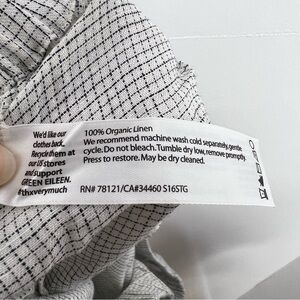 We'd like our
clothes back.
Recycle them at
our US stores
and support
GREEN EILEEN.
#thxverymuch
100% Organic Linen
We recommend machine wash cold separately, gentle
cycle. Do not bleach. Tumble dry low, remove promptly.
Press to restore. May be dry cleaned.
RN# 78121/CA#34460 S16STG